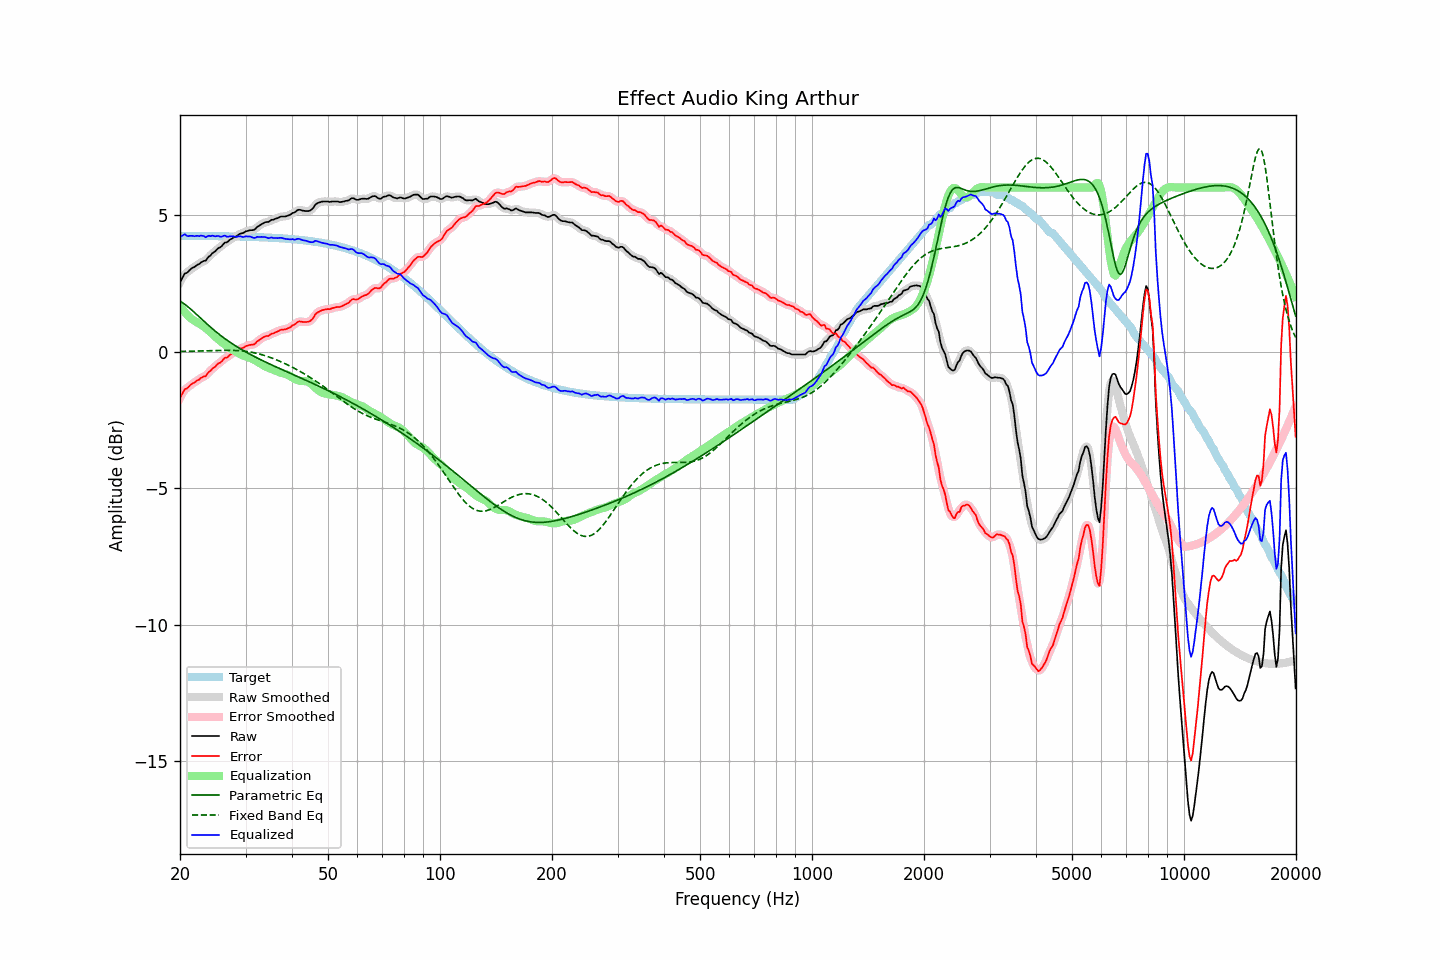 Effect Audio King Arthur
Amplitude (dBr)
5
0
−5
−10
−15
Target
Raw Smoothed
Error Smoothed
Raw
Error
Equalization
Parametric Eq
Fixed Band Eq
Equalized
20 50 100 200 500 1000 2000 5000 10000 20000
Frequency (Hz)